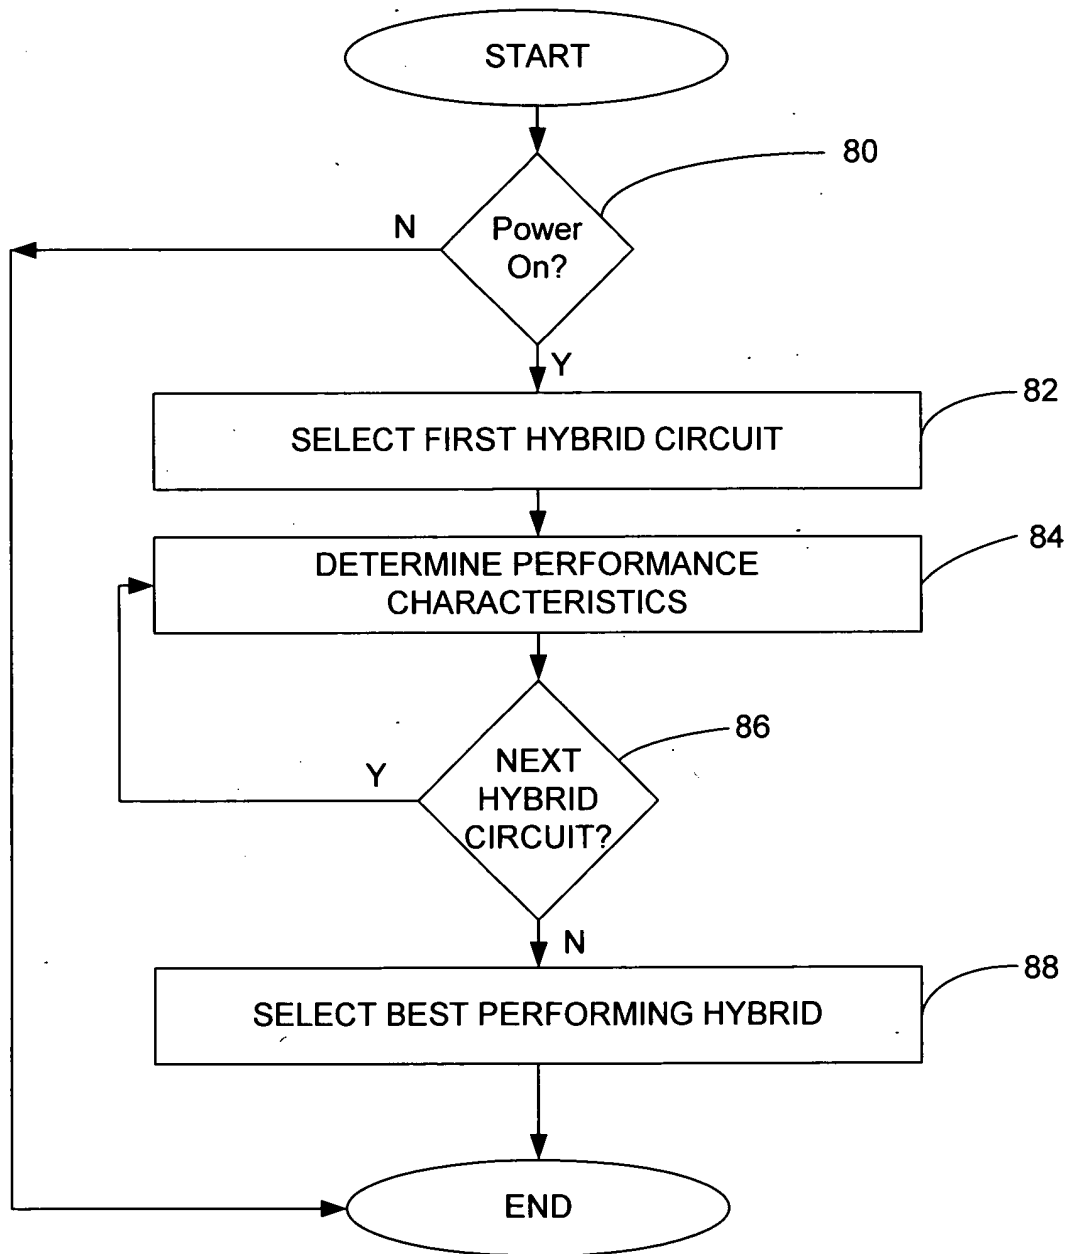 START
80
Power
On?
N
Y
82
SELECT FIRST HYBRID CIRCUIT
84
DETERMINE PERFORMANCE
CHARACTERISTICS
86
NEXT
HYBRID
CIRCUIT?
Y
N
88
SELECT BEST PERFORMING HYBRID
END